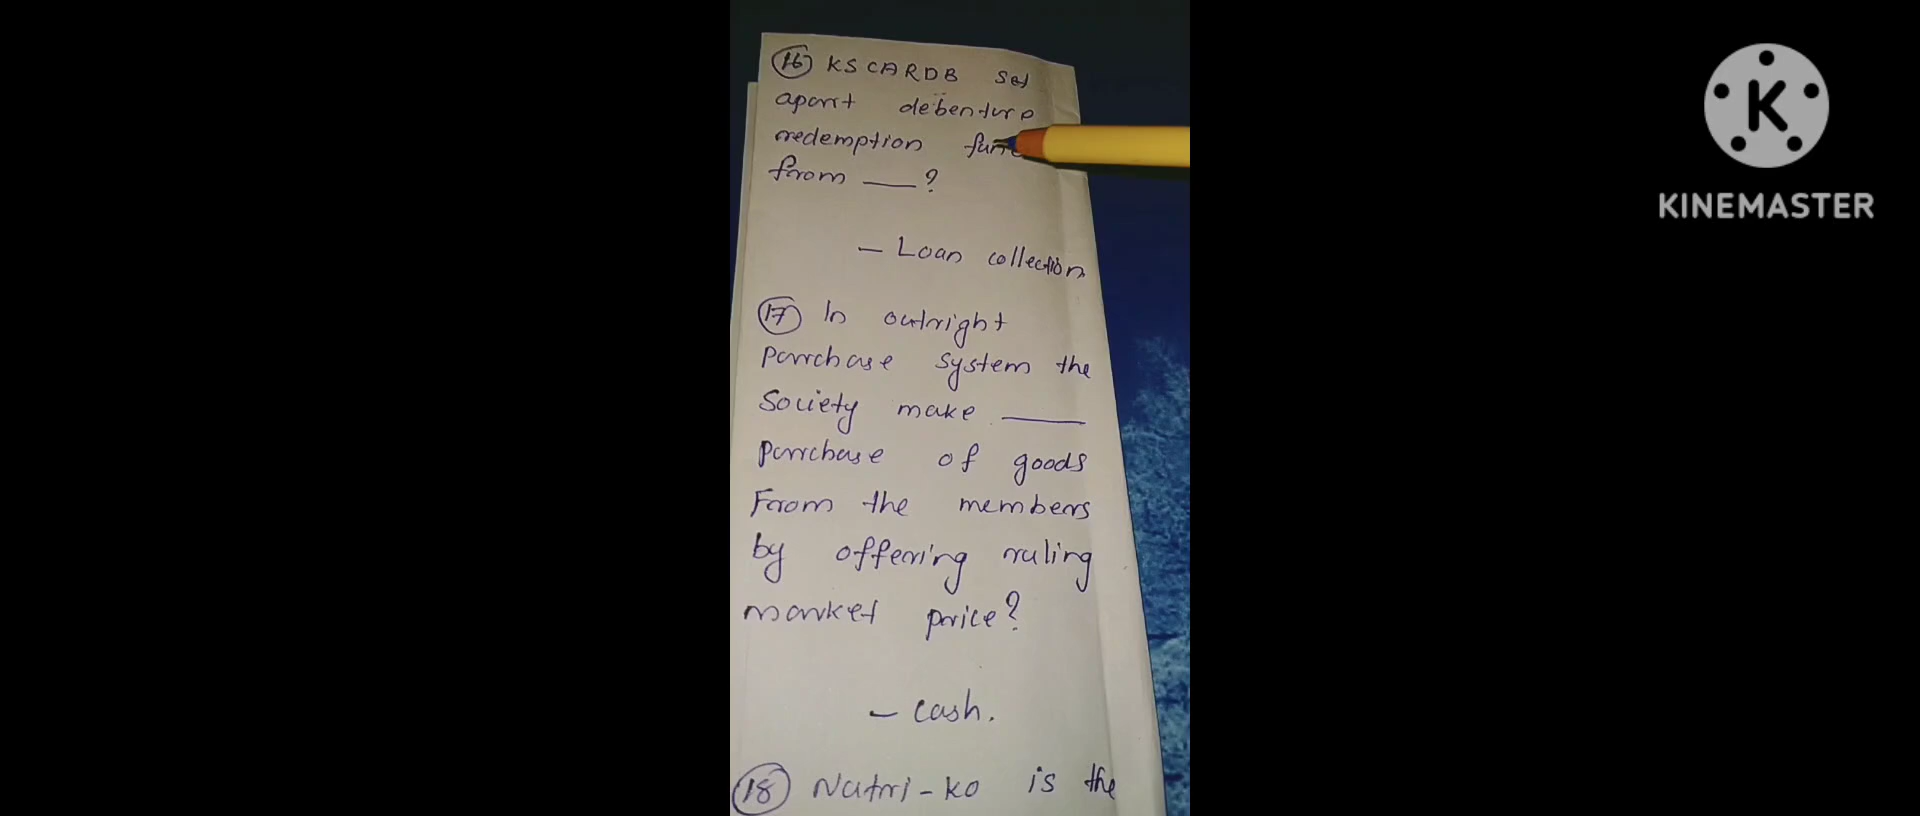 16 KSCARDB set
apart debenture
redemption fund
from ___?
- Loan collection
17 In outright
purchase system the
society make ___
purchase of goods
From the members
by offering ruling
market price?
- cash.
18 Nutri-ko is the
K
KINEMASTER